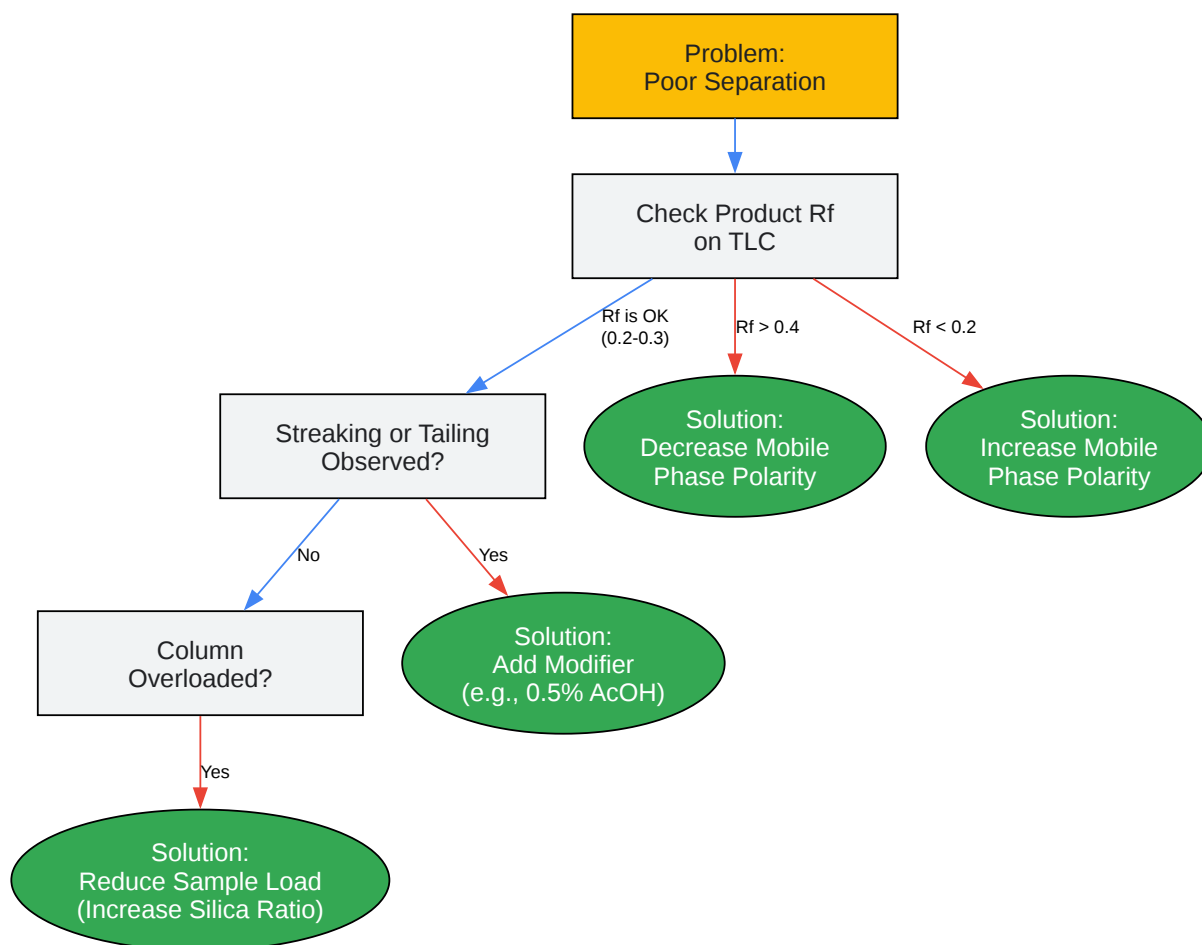 Problem:
Poor Separation
Check Product Rf
on TLC
Rf is OK
(0.2-0.3)
Rf > 0.4
Rf < 0.2
Streaking or Tailing
Observed?
Solution:
Decrease Mobile
Phase Polarity
Solution:
Increase Mobile
Phase Polarity
No
Yes
Column
Overloaded?
Solution:
Add Modifier
(e.g., 0.5% AcOH)
Yes
Solution:
Reduce Sample Load
(Increase Silica Ratio)